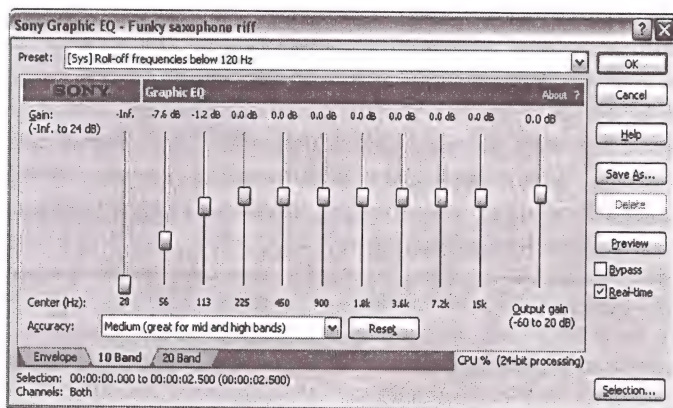 Sony Graphic EQ - Funky saxophone riff
Preset: [Sys] Roll-off frequencies below 120 Hz
OK
SONY Graphic EQ About ?
Cancel
Gain: -Inf. -7.6 dB -1.2 dB 0.0 dB 0.0 dB 0.0 dB 0.0 dB 0.0 dB 0.0 dB 0.0 dB 0.0 dB
(-Inf. to 24 dB)
Help
Save As...
Delete
Preview
Bypass
Real-time
Center (Hz): 28 56 113 225 450 900 1.8k 3.6k 7.2k 15k
Output gain
(-60 to 20 dB)
Accuracy: Medium (great for mid and high bands) Reset
Envelope 10 Band 20 Band CPU % (24-bit processing)
Selection: 00:00:00.000 to 00:00:02.500 (00:00:02.500)
Channels: Both
Selection...